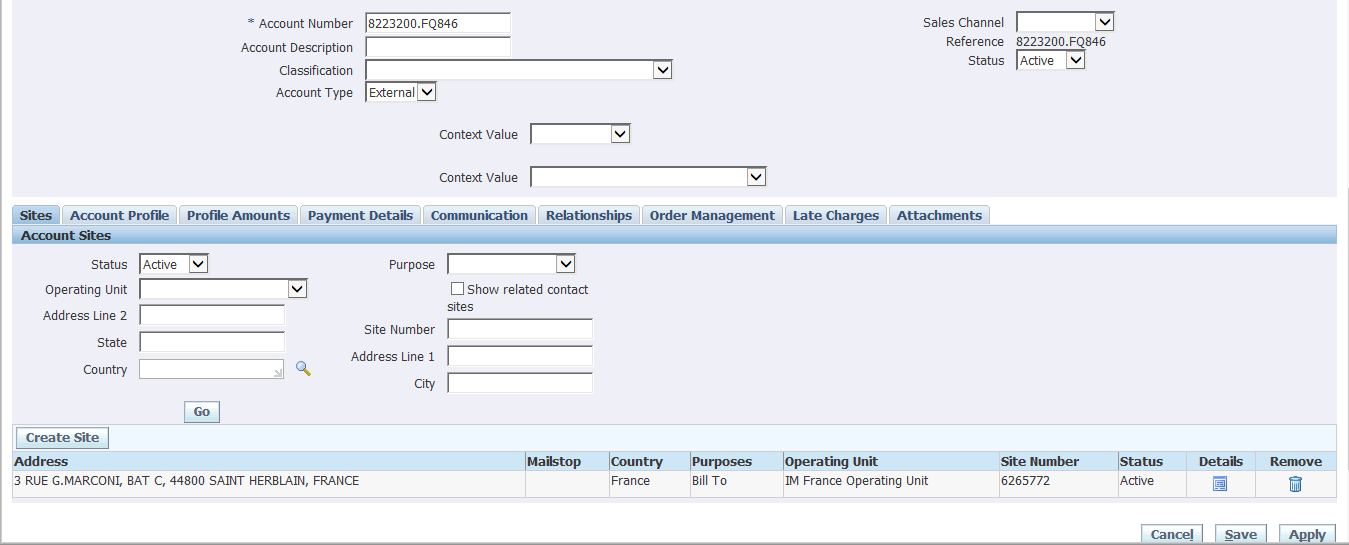 * Account Number 8223200.FQ846 Sales Channel
Account Description Reference 8223200.FQ846
Classification Status Active
Account Type External
Context Value
Context Value
Sites Account Profile Profile Amounts Payment Details Communication Relationships Order Management Late Charges Attachments
Account Sites
Status Active Purpose
Operating Unit Show related contact
sites
Address Line 2
Site Number
State
Address Line 1
Country
City
Go
Create Site
Address Mailstop Country Purposes Operating Unit Site Number Status Details Remove
3 RUE G.MARCONI, BAT C, 44800 SAINT HERBLAIN, FRANCE France Bill To IM France Operating Unit 6265772 Active
Cancel Save Apply